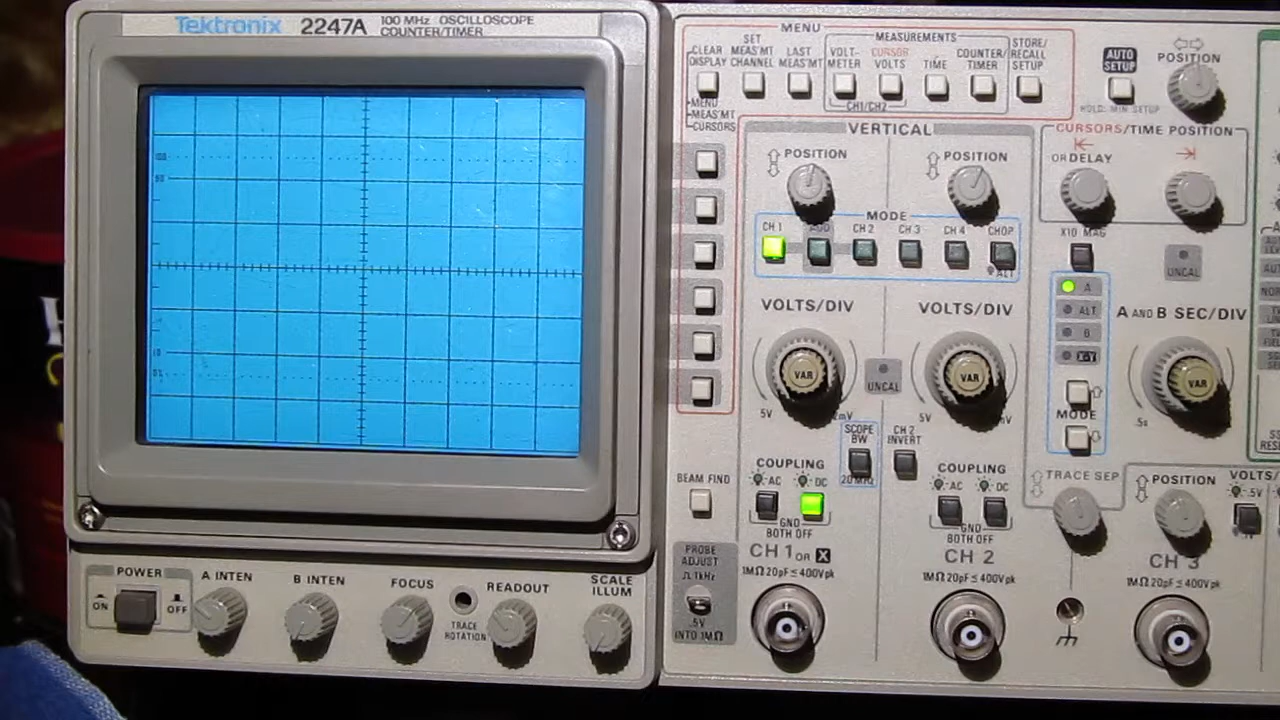 Tektronix 2247A 100 MHz OSCILLOSCOPE
COUNTER/TIMER
MENU
CLEAR
DISPLAY
SET
MEAS'MT
CHANNEL
LAST
MEAS'MT
MEASUREMENTS
VOLT-
METER
CURSOR
VOLTS
TIME
COUNTER/
TIMER
STORE/
RECALL
SETUP
CH1/CH2
MENU
MEAS'MT
CURSORS
AUTO
SETUP
HOLD: MIN SETUP
POSITION
VERTICAL
POSITION
POSITION
CURSORS/TIME POSITION
OR DELAY
MODE
CH 1
ADD
CH 2
CH 3
CH 4
CHOP
ALT
X10 MAG
UNCAL
A
ALT
B
X-Y
MODE
VOLTS/DIV
VAR
5V
2mV
UNCAL
VOLTS/DIV
VAR
5V
A AND B SEC/DIV
VAR
.5s
SCOPE
BW
CH 2
INVERT
COUPLING
AC
DC
GND
BOTH OFF
COUPLING
AC
DC
GND
BOTH OFF
TRACE SEP
POSITION
VOLTS/
.5V
BEAM FIND
PROBE
ADJUST
1kHz
.5V
INTO 1MΩ
CH 1 OR X
1MΩ 20pF ≤ 400Vpk
CH 2
1MΩ 20pF ≤ 400Vpk
CH 3
1MΩ 20pF ≤ 400Vpk
100
90
10
0%
POWER
ON
OFF
A INTEN
B INTEN
FOCUS
TRACE
ROTATION
READOUT
SCALE
ILLUM